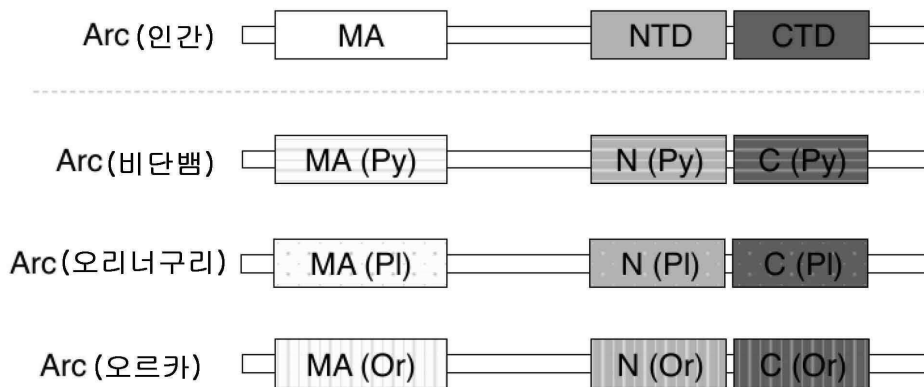 Arc (인간) MA NTD CTD
Arc (비단뱀) MA (Py) N (Py) C (Py)
Arc (오리너구리) MA (Pl) N (Pl) C (Pl)
Arc (오르카) MA (Or) N (Or) C (Or)